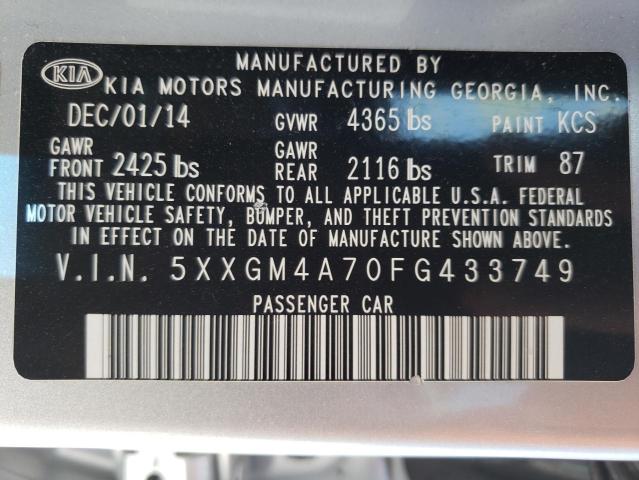 MANUFACTURED BY
KIA KIA MOTORS MANUFACTURING GEORGIA, INC.
DEC/01/14 GVWR 4365 lbs PAINT KCS
GAWR FRONT 2425 lbs GAWR REAR 2116 lbs TRIM 87
THIS VEHICLE CONFORMS TO ALL APPLICABLE U.S.A. FEDERAL
MOTOR VEHICLE SAFETY, BUMPER, AND THEFT PREVENTION STANDARDS
IN EFFECT ON THE DATE OF MANUFACTURE SHOWN ABOVE.
V.I.N. 5XXGM4A70FG433749
PASSENGER CAR